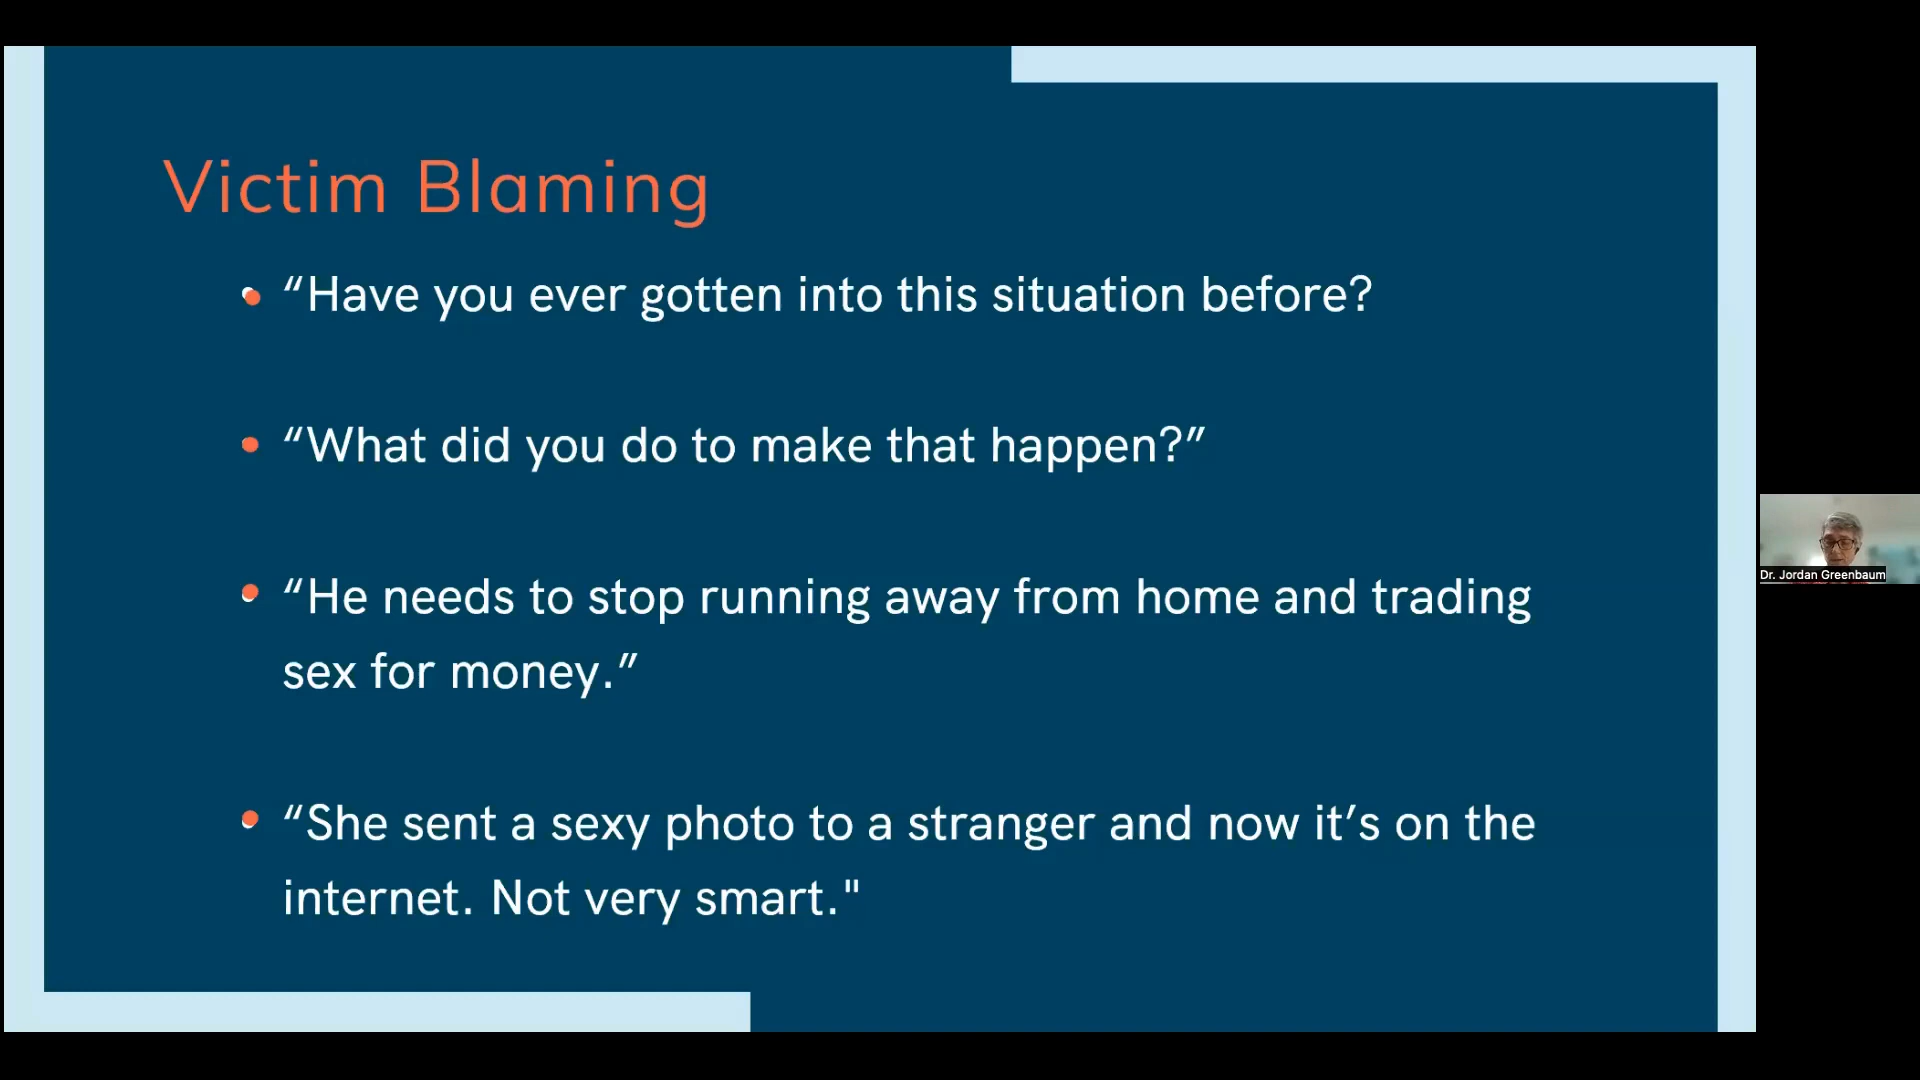 Victim Blaming
• “Have you ever gotten into this situation before?
• “What did you do to make that happen?”
• “He needs to stop running away from home and trading
sex for money.”
• “She sent a sexy photo to a stranger and now it’s on the
internet. Not very smart."
Dr. Jordan Greenbaum